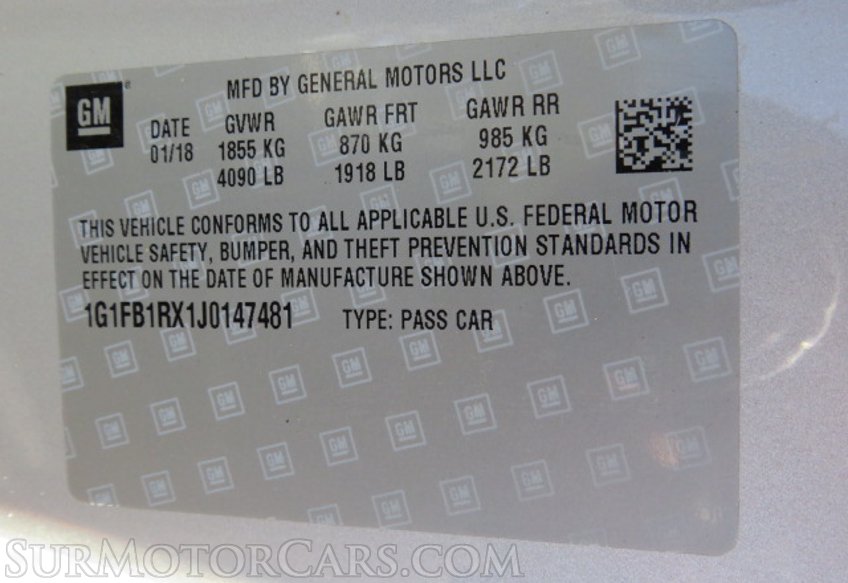 MFD BY GENERAL MOTORS LLC
GM ®
DATE GVWR GAWR FRT GAWR RR
01/18 1855 KG 870 KG 985 KG
4090 LB 1918 LB 2172 LB
THIS VEHICLE CONFORMS TO ALL APPLICABLE U.S. FEDERAL MOTOR
VEHICLE SAFETY, BUMPER, AND THEFT PREVENTION STANDARDS IN
EFFECT ON THE DATE OF MANUFACTURE SHOWN ABOVE.
1G1FB1RX1J0147481 TYPE: PASS CAR
SURMOTORCARS.COM